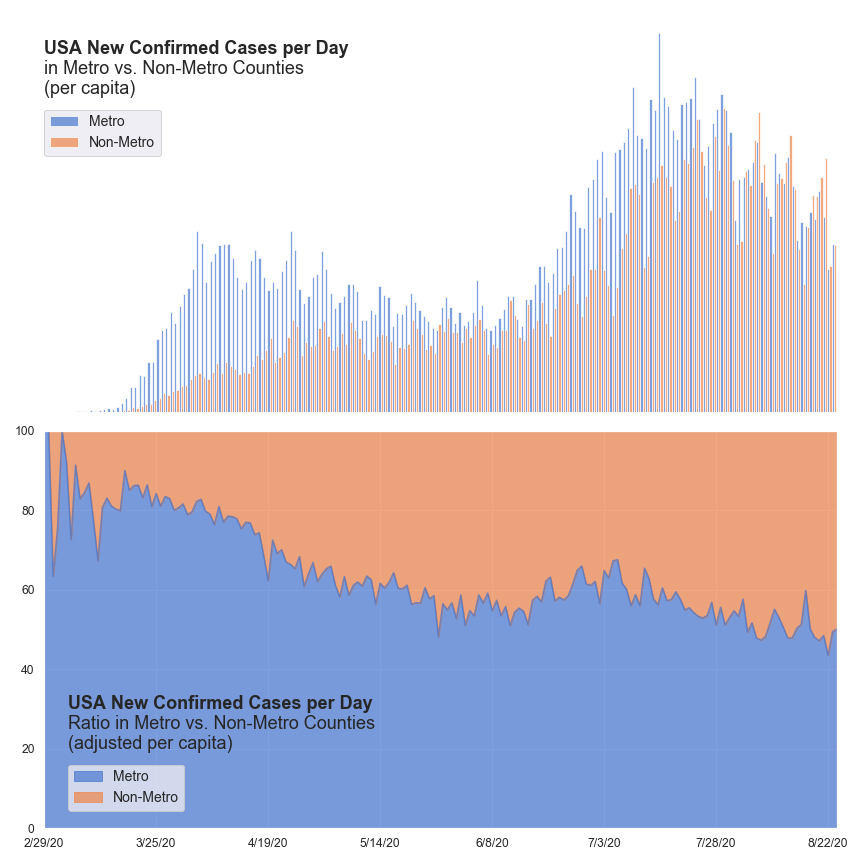 USA New Confirmed Cases per Day
in Metro vs. Non-Metro Counties
(per capita)
Metro
Non-Metro
100
80
60
40
20
0
USA New Confirmed Cases per Day
Ratio in Metro vs. Non-Metro Counties
(adjusted per capita)
Metro
Non-Metro
2/29/20 3/25/20 4/19/20 5/14/20 6/8/20 7/3/20 7/28/20 8/22/20